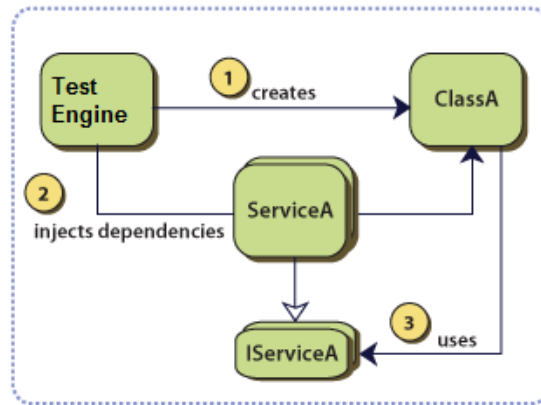 Test
Engine
1
creates
ClassA
2
injects dependencies
ServiceA
IServiceA
3
uses